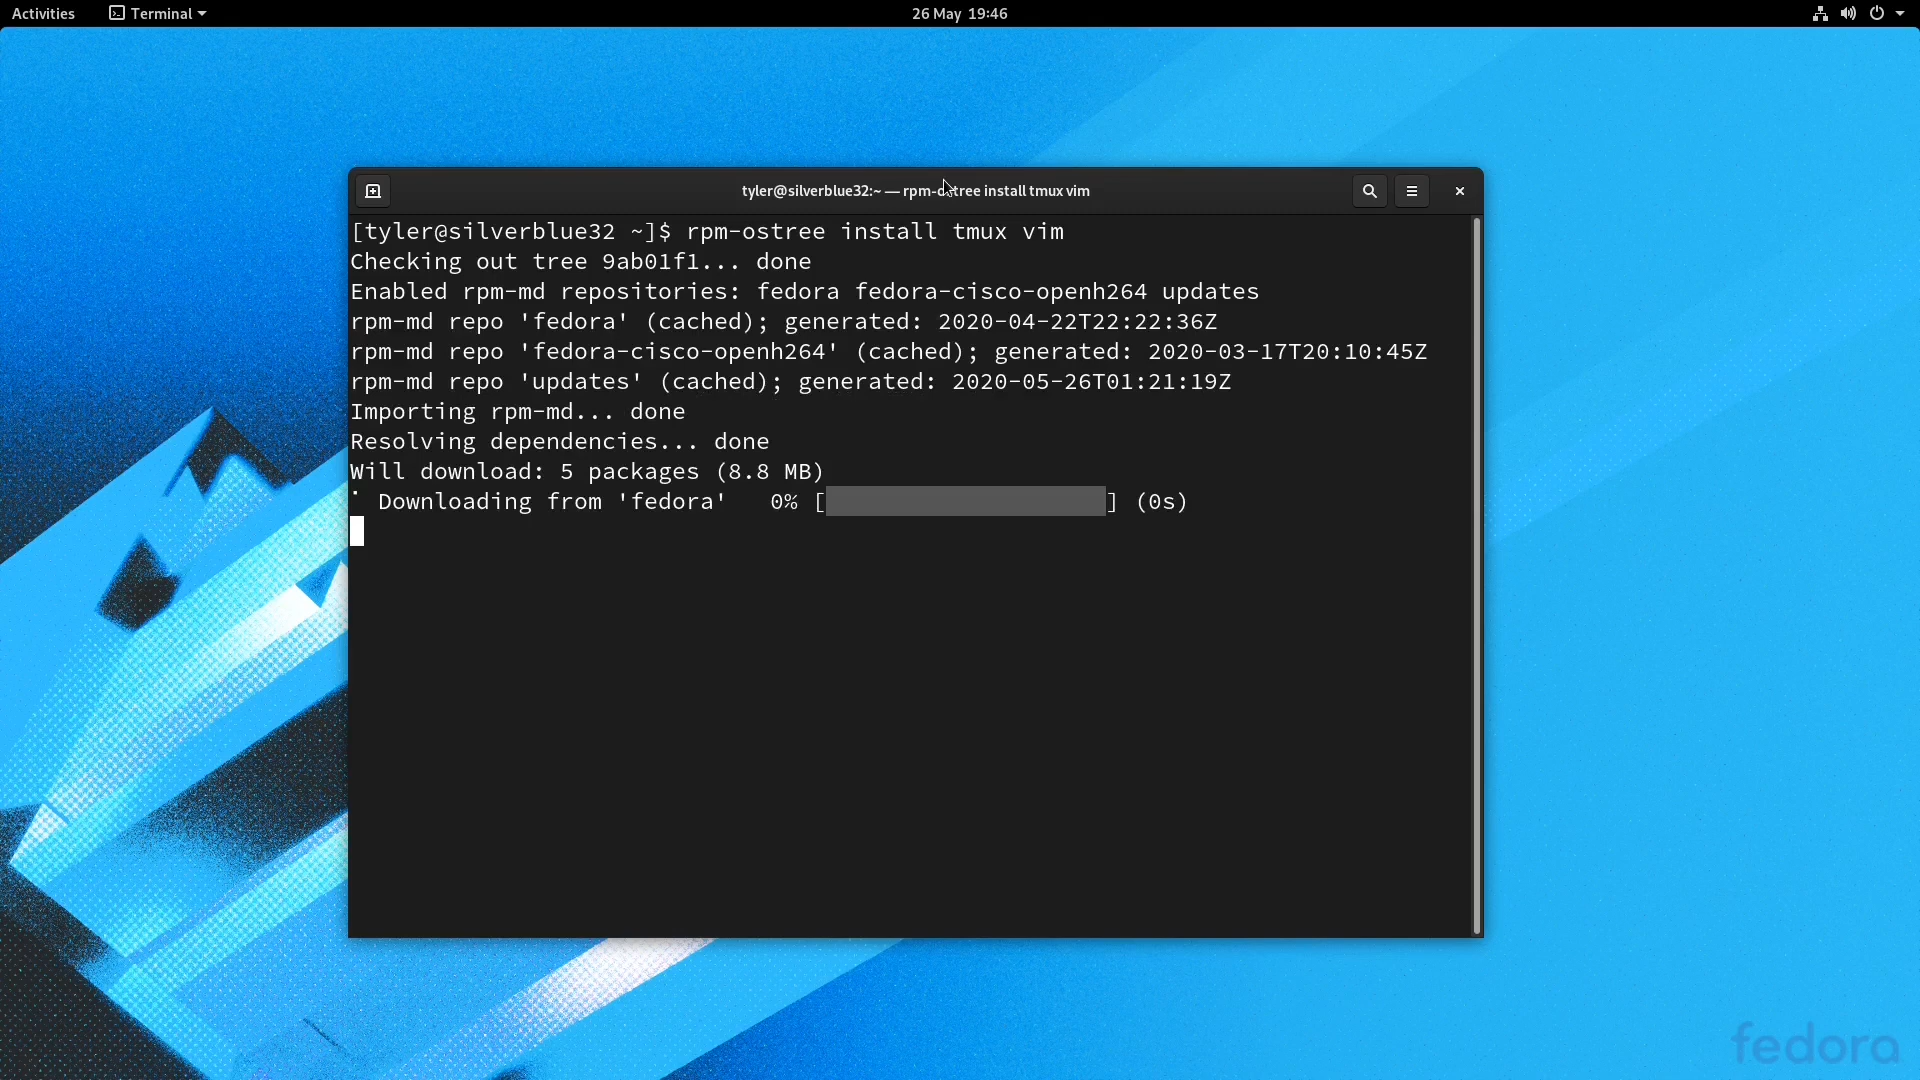 Activities Terminal 26 May 19:46
tyler@silverblue32:~ — rpm-ostree install tmux vim
[tyler@silverblue32 ~]$ rpm-ostree install tmux vim
Checking out tree 9ab01f1... done
Enabled rpm-md repositories: fedora fedora-cisco-openh264 updates
rpm-md repo 'fedora' (cached); generated: 2020-04-22T22:22:36Z
rpm-md repo 'fedora-cisco-openh264' (cached); generated: 2020-03-17T20:10:45Z
rpm-md repo 'updates' (cached); generated: 2020-05-26T01:21:19Z
Importing rpm-md... done
Resolving dependencies... done
Will download: 5 packages (8.8 MB)
⠁ Downloading from 'fedora'   0% [                    ] (0s)
fedora